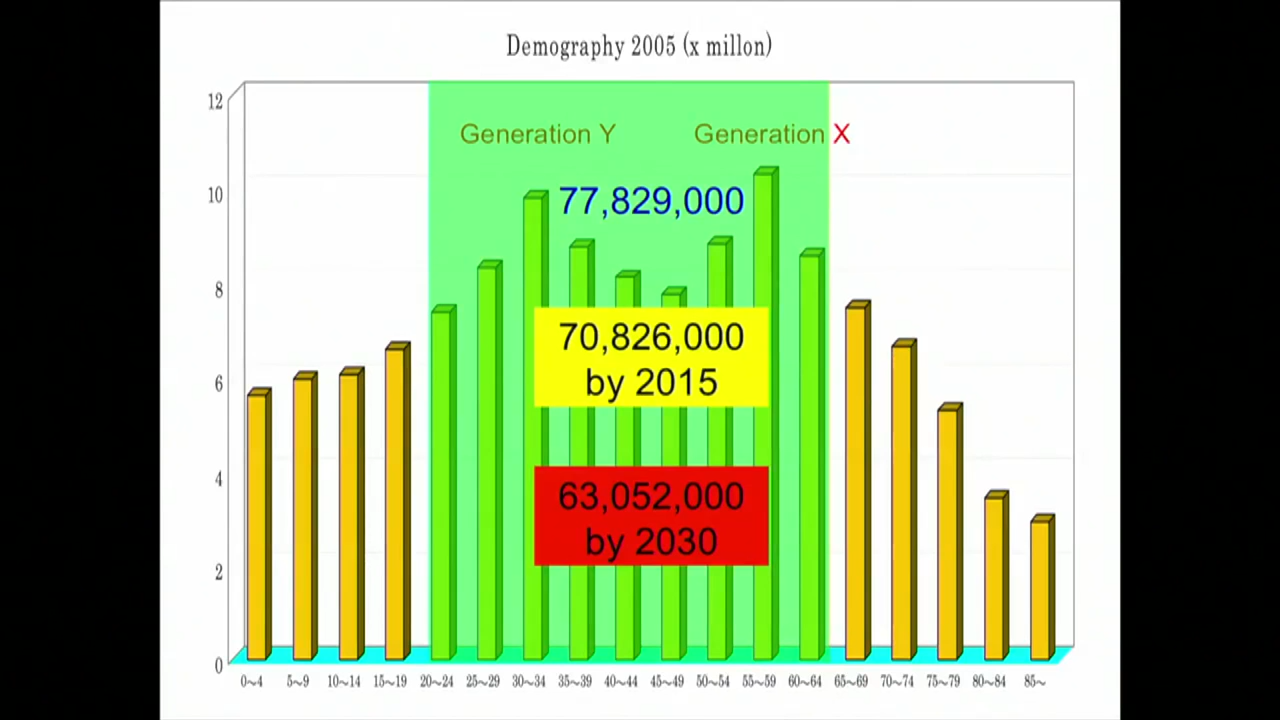 Demography 2005 (x millon)
12
10
8
6
4
2
0
Generation Y
Generation X
77,829,000
70,826,000
by 2015
63,052,000
by 2030
0~4 5~9 10~14 15~19 20~24 25~29 30~34 35~39 40~44 45~49 50~54 55~59 60~64 65~69 70~74 75~79 80~84 85~